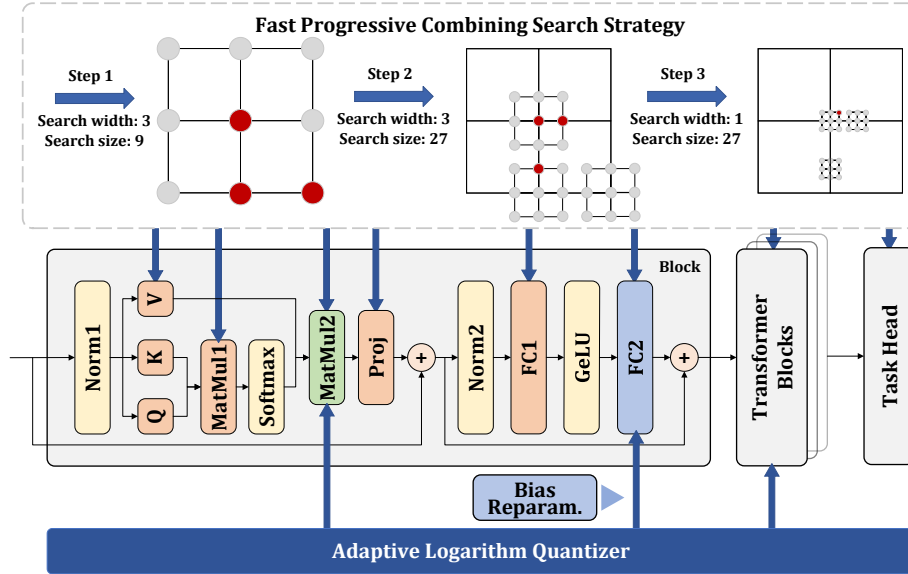 Fast Progressive Combining Search Strategy
Step 1
Search width: 3
Search size: 9
Step 2
Search width: 3
Search size: 27
Step 3
Search width: 1
Search size: 27
Block
Norm1
V
K
Q
MatMul1
Softmax
MatMul2
Proj
+
Norm2
FC1
GeLU
FC2
+
Transformer
Blocks
Task Head
Bias
Reparam.
Adaptive Logarithm Quantizer